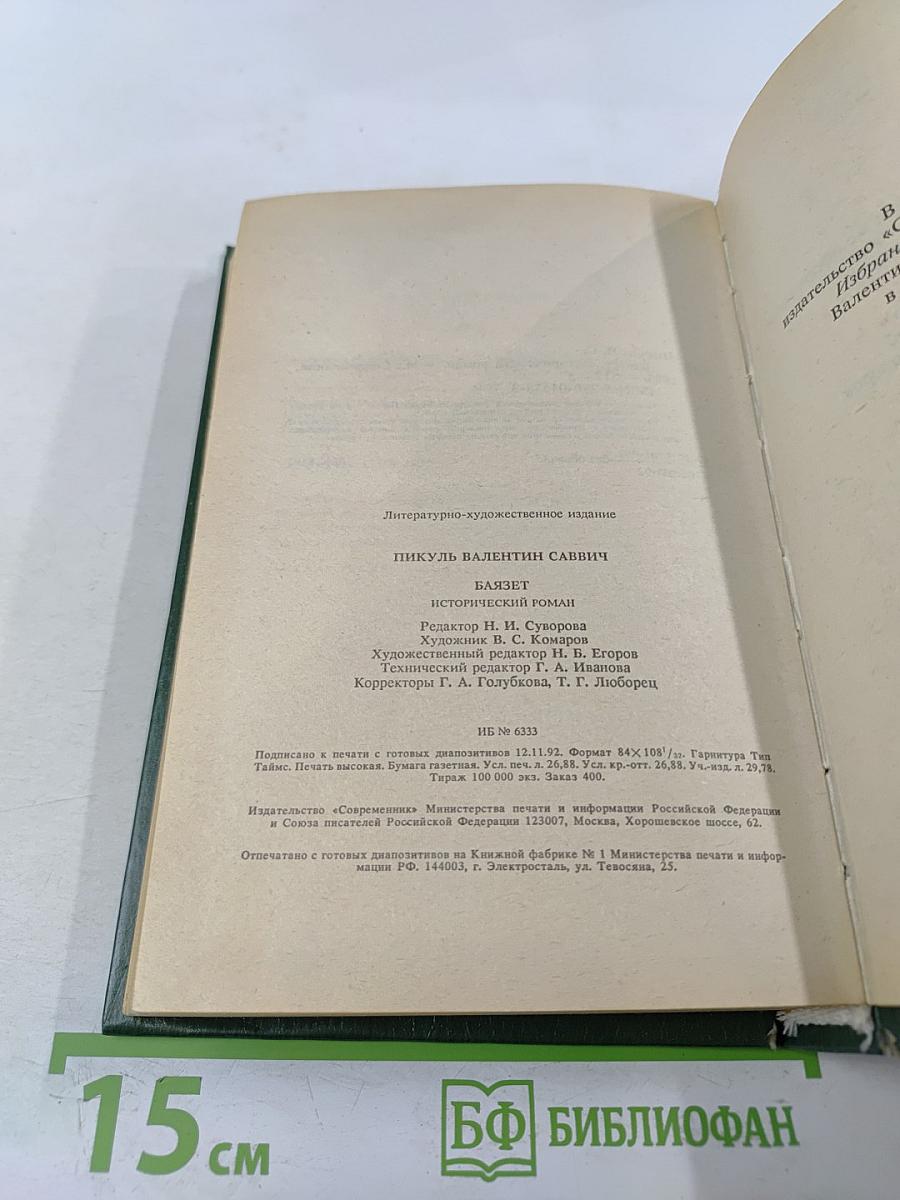 Литературно-художественное издание
ПИКУЛЬ ВАЛЕНТИН САВВИЧ
БАЯЗЕТ
ИСТОРИЧЕСКИЙ РОМАН
Редактор Н. И. Суворова
Художник В. С. Комаров
Художественный редактор Н. Б. Егоров
Технический редактор Г. А. Иванова
Корректоры Г. А. Голубкова, Т. Г. Люборец
ИБ № 6333
Подписано к печати с готовых диапозитивов 12.11.92. Формат 84×108¹/₃₂. Гарнитура Тип
Таймс. Печать высокая. Бумага газетная. Усл. печ. л. 26,88. Усл. кр.-отт. 26,88. Уч.-изд. л. 29,78.
Тираж 100 000 экз. Заказ 400.
Издательство «Современник» Министерства печати и информации Российской Федерации
и Союза писателей Российской Федерации 123007, Москва, Хорошевское шоссе, 62.
Отпечатано с готовых диапозитивов на Книжной фабрике № 1 Министерства печати и инфор-
мации РФ. 144003, г. Электросталь, ул. Тевосяна, 25.
В
издательство «С
Избран
Валенти
в
15 см
БФ БИБЛИОФАН